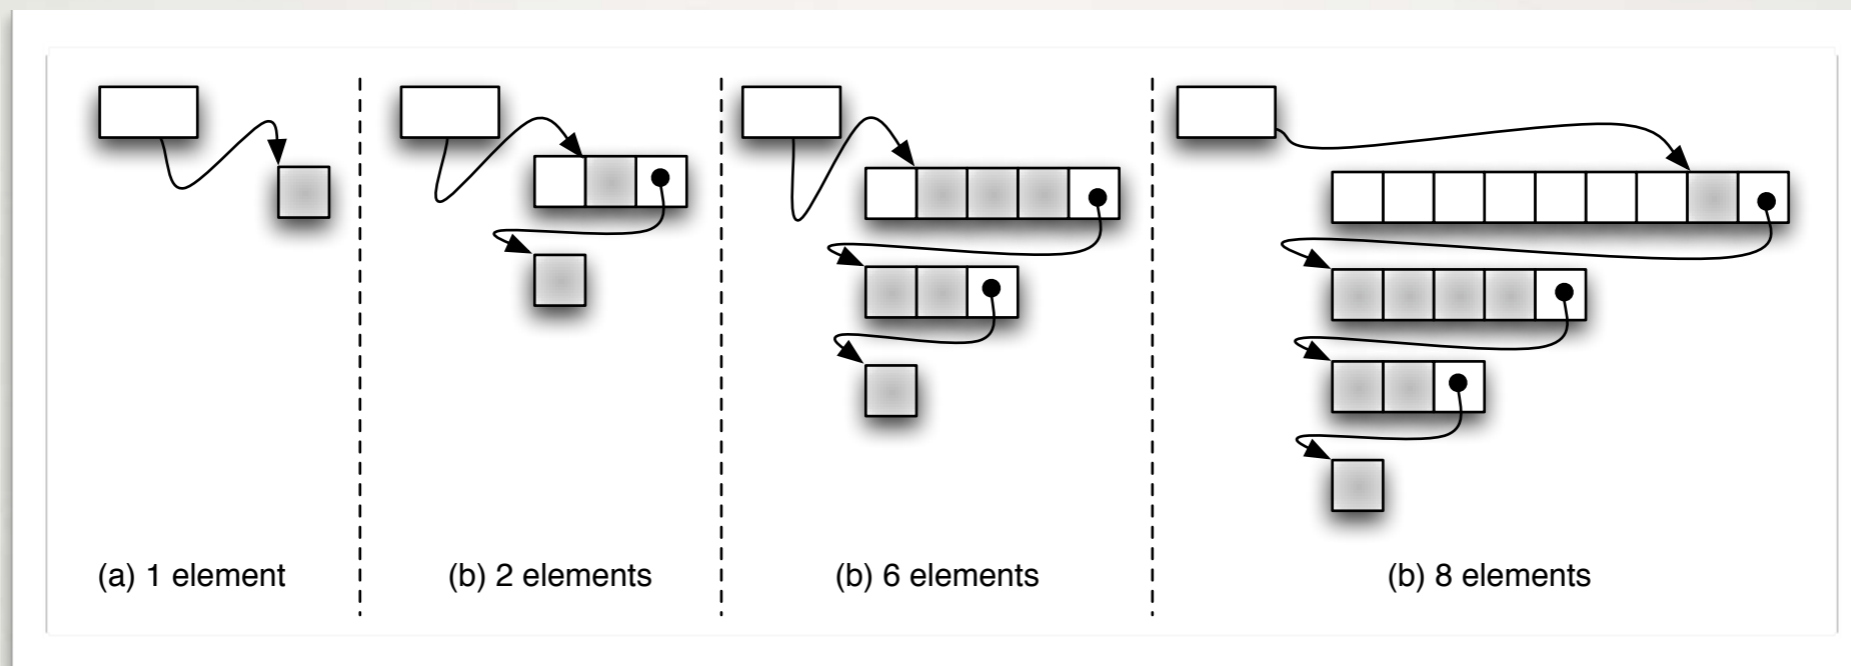 (a) 1 element
(b) 2 elements
(b) 6 elements
(b) 8 elements